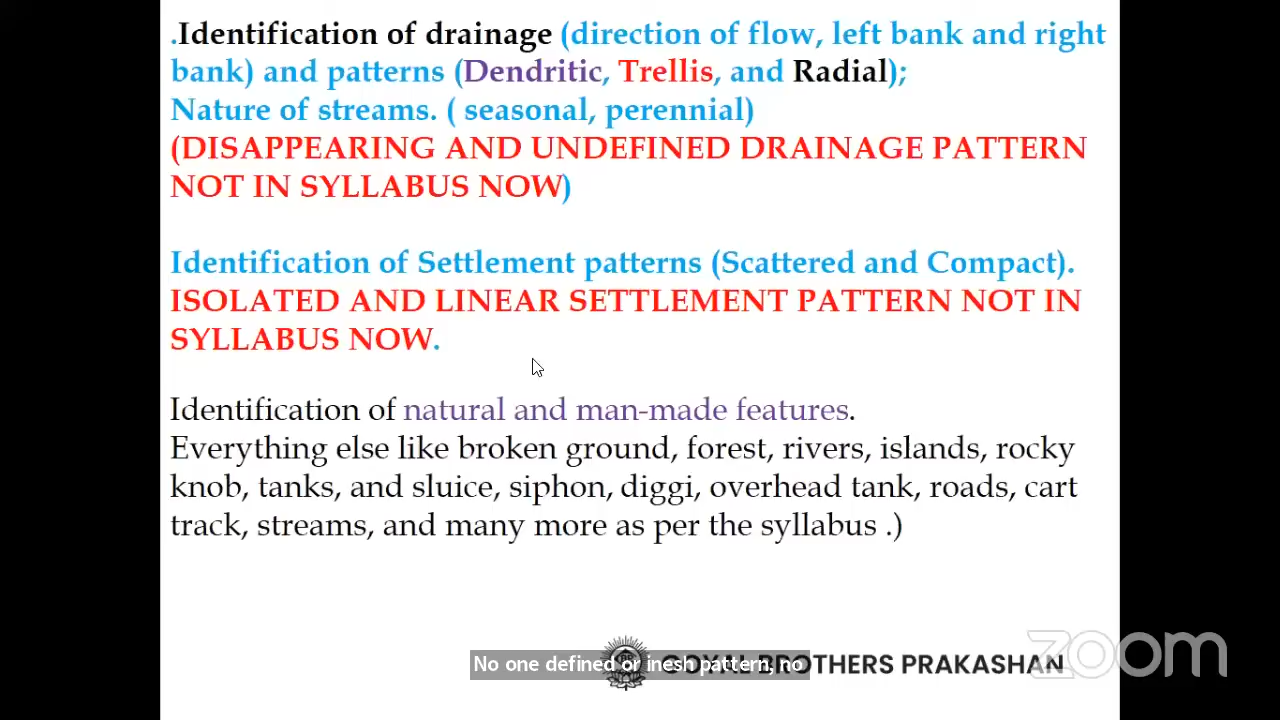 .Identification of drainage (direction of flow, left bank and right
bank) and patterns (Dendritic, Trellis, and Radial);
Nature of streams. ( seasonal, perennial)
(DISAPPEARING AND UNDEFINED DRAINAGE PATTERN
NOT IN SYLLABUS NOW)
Identification of Settlement patterns (Scattered and Compact).
ISOLATED AND LINEAR SETTLEMENT PATTERN NOT IN
SYLLABUS NOW.
Identification of natural and man-made features.
Everything else like broken ground, forest, rivers, islands, rocky
knob, tanks, and sluice, siphon, diggi, overhead tank, roads, cart
track, streams, and many more as per the syllabus .)
zoom
GOYAL BROTHERS PRAKASHAN
No one defined or inesh pattern, no